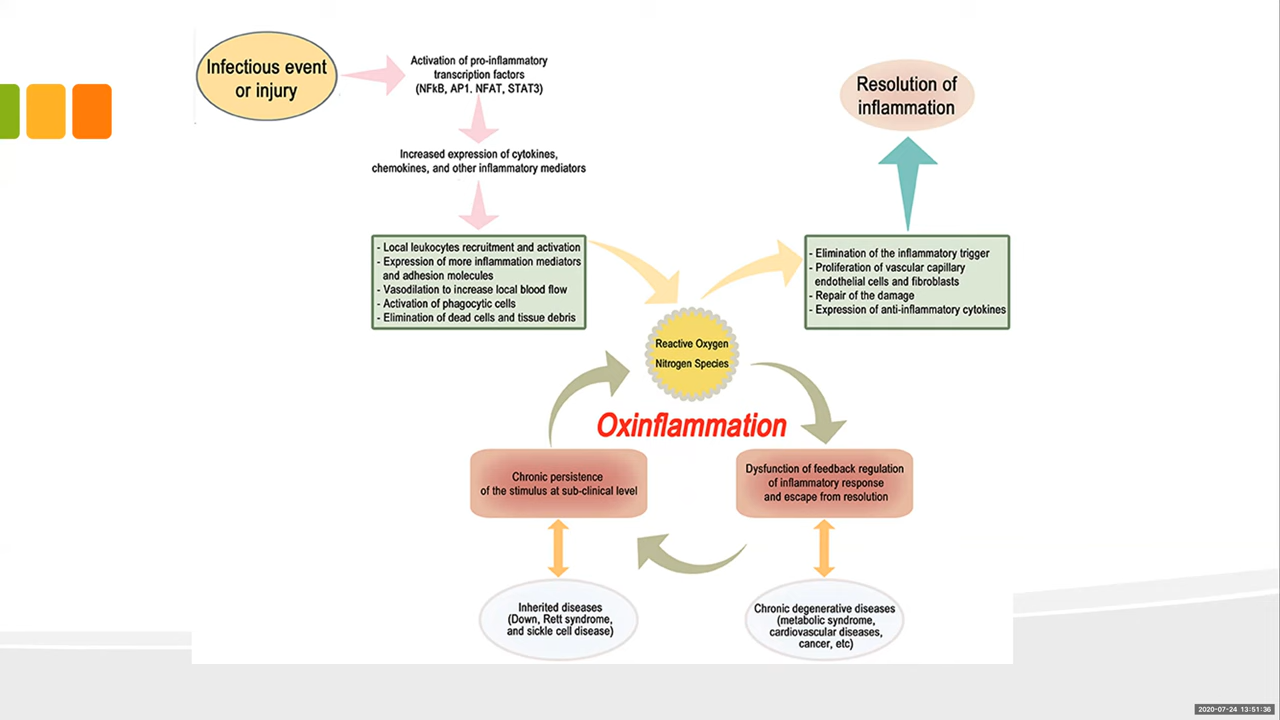 Infectious event
or injury
Activation of pro-inflammatory
transcription factors
(NFkB, AP1. NFAT, STAT3)
Increased expression of cytokines,
chemokines, and other inflammatory mediators
- Local leukocytes recruitment and activation
- Expression of more inflammation mediators
and adhesion molecules
- Vasodilation to increase local blood flow
- Activation of phagocytic cells
- Elimination of dead cells and tissue debris
Resolution of
inflammation
- Elimination of the inflammatory trigger
- Proliferation of vascular capillary
endothelial cells and fibroblasts
- Repair of the damage
- Expression of anti-inflammatory cytokines
Reactive Oxygen
Nitrogen Species
Oxinflammation
Chronic persistence
of the stimulus at sub-clinical level
Dysfunction of feedback regulation
of inflammatory response
and escape from resolution
Inherited diseases
(Down, Rett syndrome,
and sickle cell disease)
Chronic degenerative diseases
(metabolic syndrome,
cardiovascular diseases,
cancer, etc)
2020-07-24 13:51:36